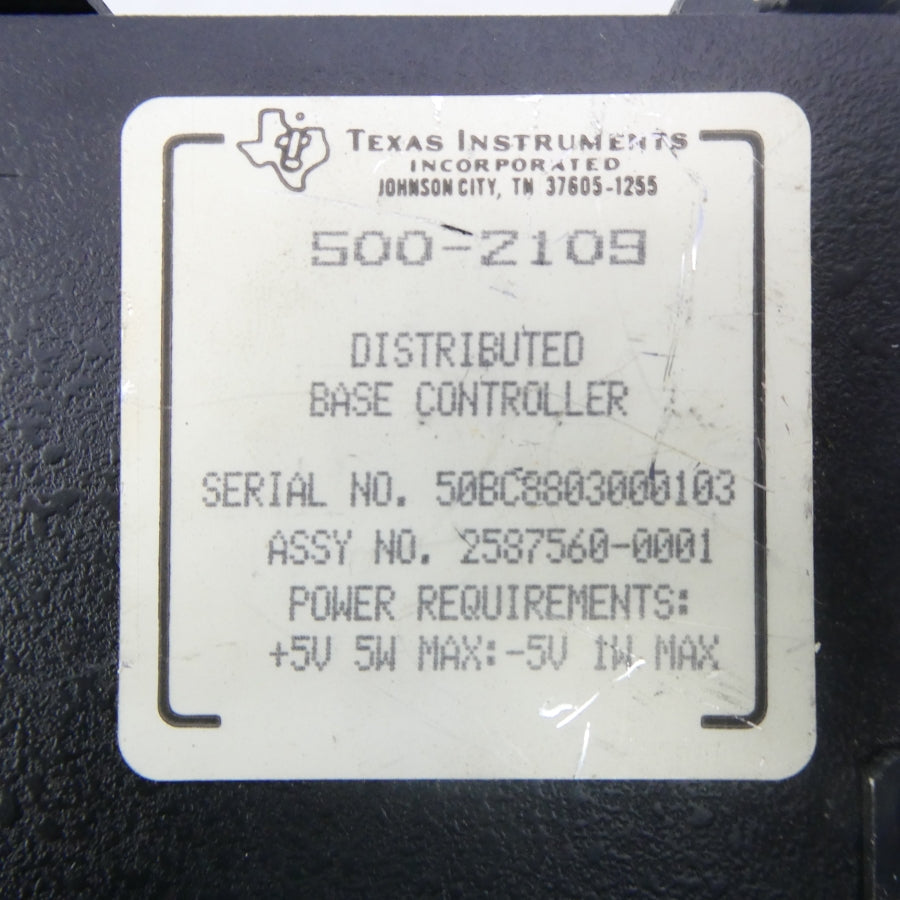 TEXAS INSTRUMENTS
INCORPORATED
JOHNSON CITY, TN 37605-1255
500-2109
DISTRIBUTED
BASE CONTROLLER
SERIAL NO. 50BC8803000103
ASSY NO. 2587560-0001
POWER REQUIREMENTS:
+5V 5W MAX:-5V 1W MAX